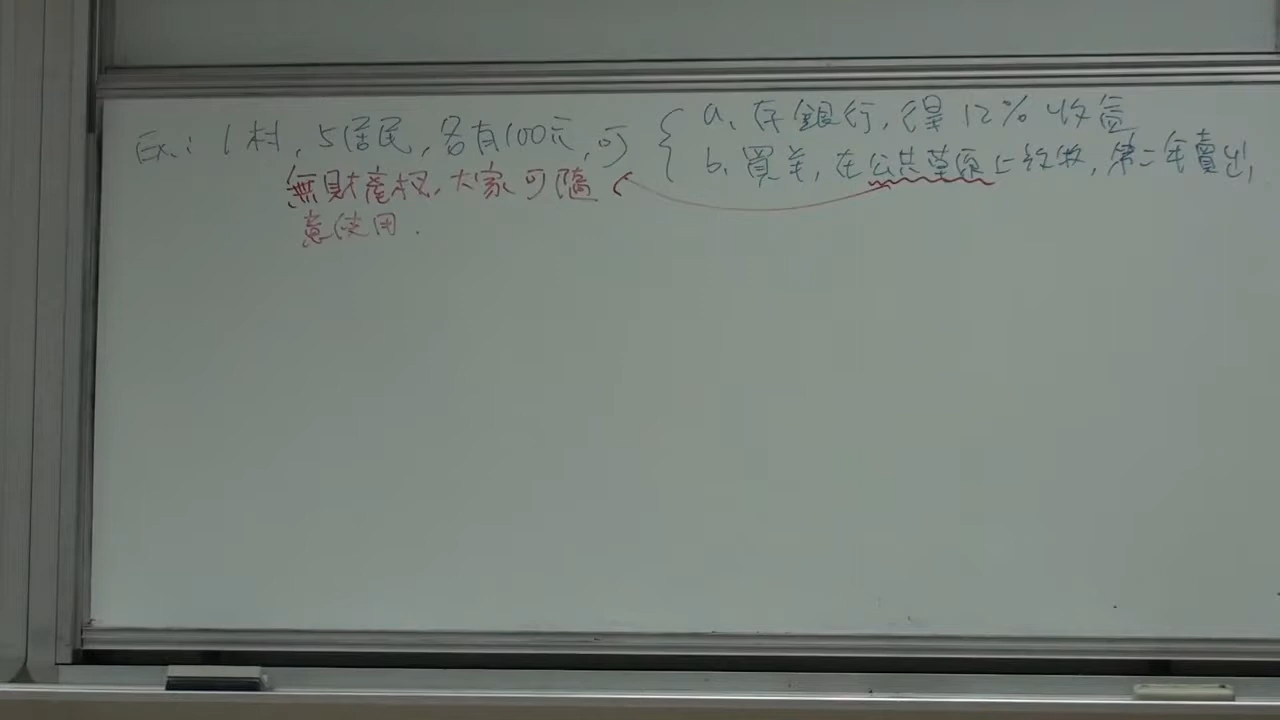 Ex: 1村, 5居民, 各有100元, 可
a. 存銀行, 得12%收益
b. 買羊, 在公共草原上放牧, 第二年賣出,
無財產权, 大家可隨
意使用.